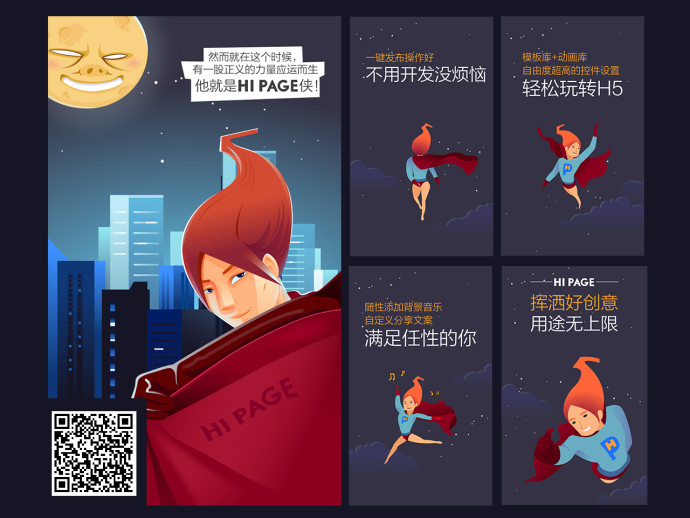 然而就在这个时候，
有一股正义的力量应运而生
他就是HI PAGE侠！
HI PAGE
一键发布操作好
不用开发没烦恼
模板库+动画库
自由度超高的控件设置
轻松玩转H5
P
随性添加背景音乐
自定义分享文案
满足任性的你
HI PAGE
挥洒好创意
用途无上限